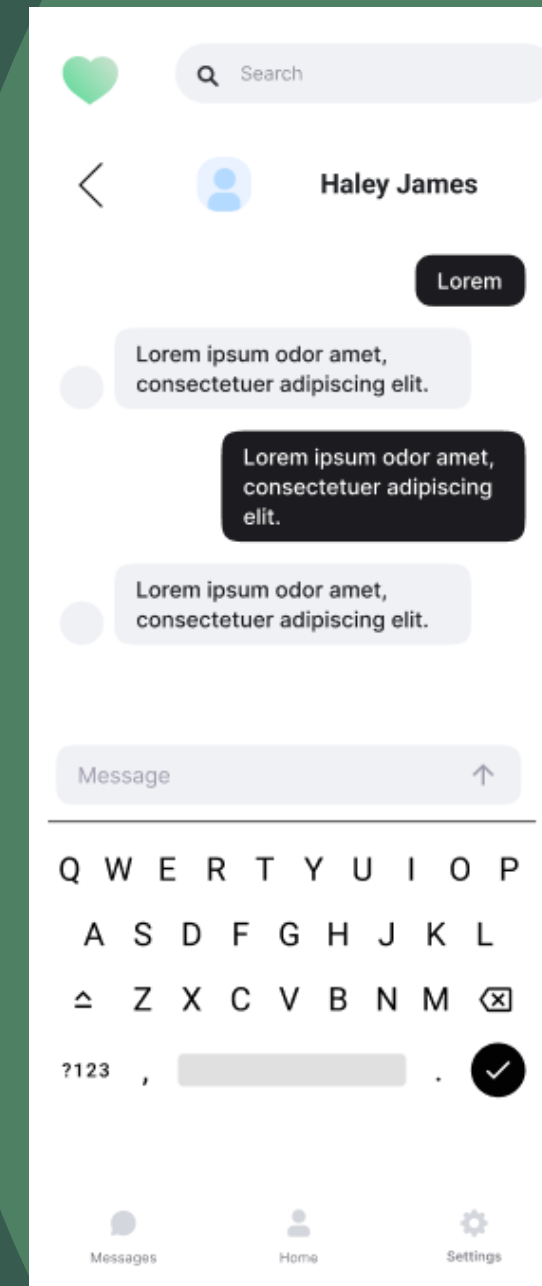 Search
Haley James
Lorem
Lorem ipsum odor amet,
consectetuer adipiscing elit.
Lorem ipsum odor amet,
consectetuer adipiscing
elit.
Lorem ipsum odor amet,
consectetuer adipiscing elit.
Message
Q W E R T Y U I O P
A S D F G H J K L
Z X C V B N M
?123 , .
Messages Home Settings